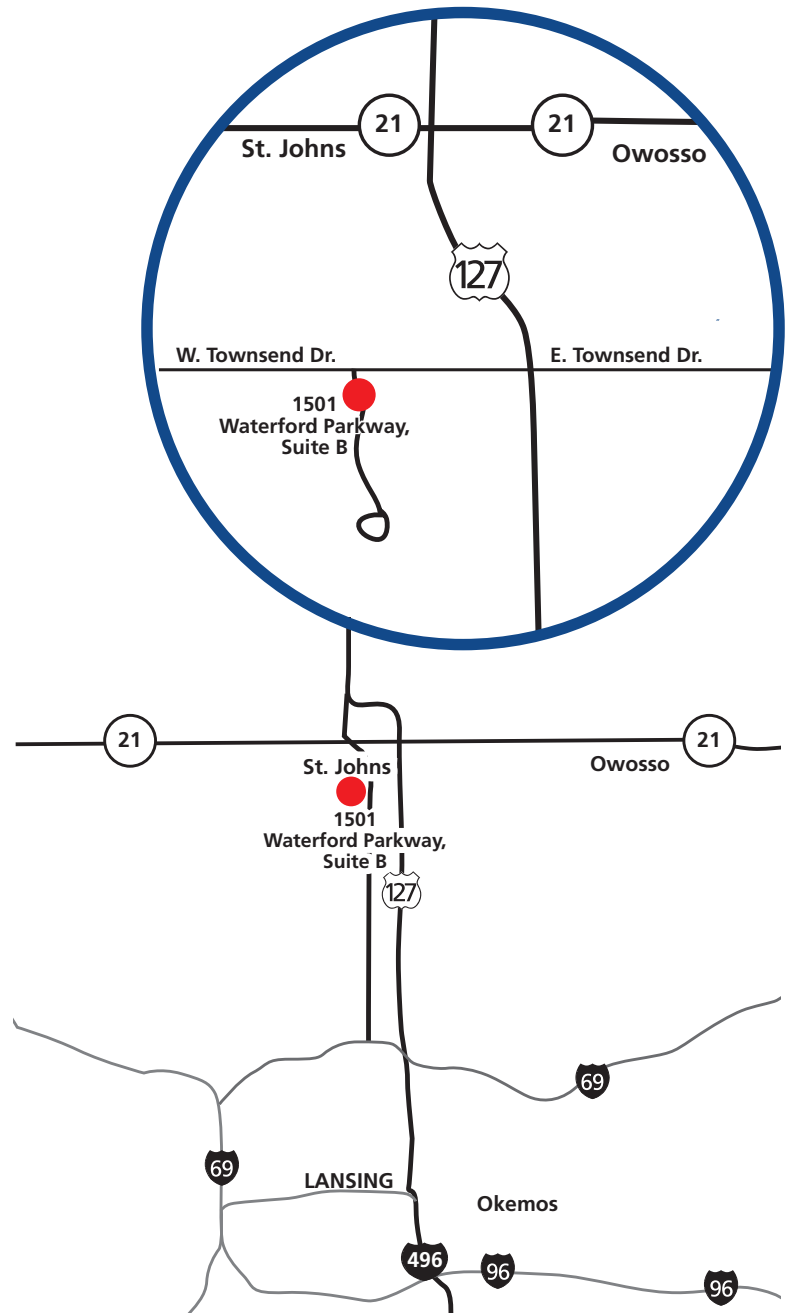 21
21
St. Johns
Owosso
127
W. Townsend Dr.
E. Townsend Dr.
1501
Waterford Parkway,
Suite B
21
21
St. Johns
Owosso
1501
Waterford Parkway,
Suite B
127
69
69
LANSING
Okemos
496
96
96